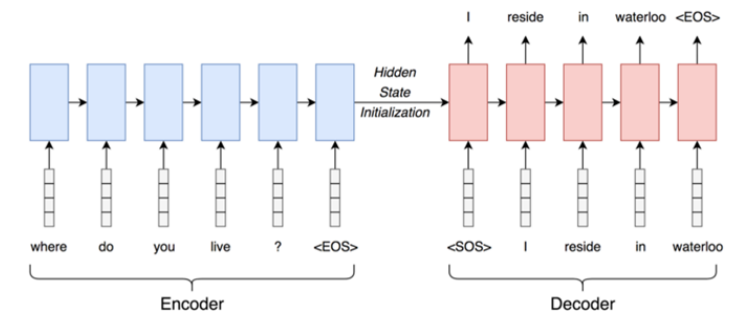 I reside in waterloo <EOS>
Hidden
State
Initialization
where do you live ? <EOS>
<SOS> I reside in waterloo
Encoder
Decoder